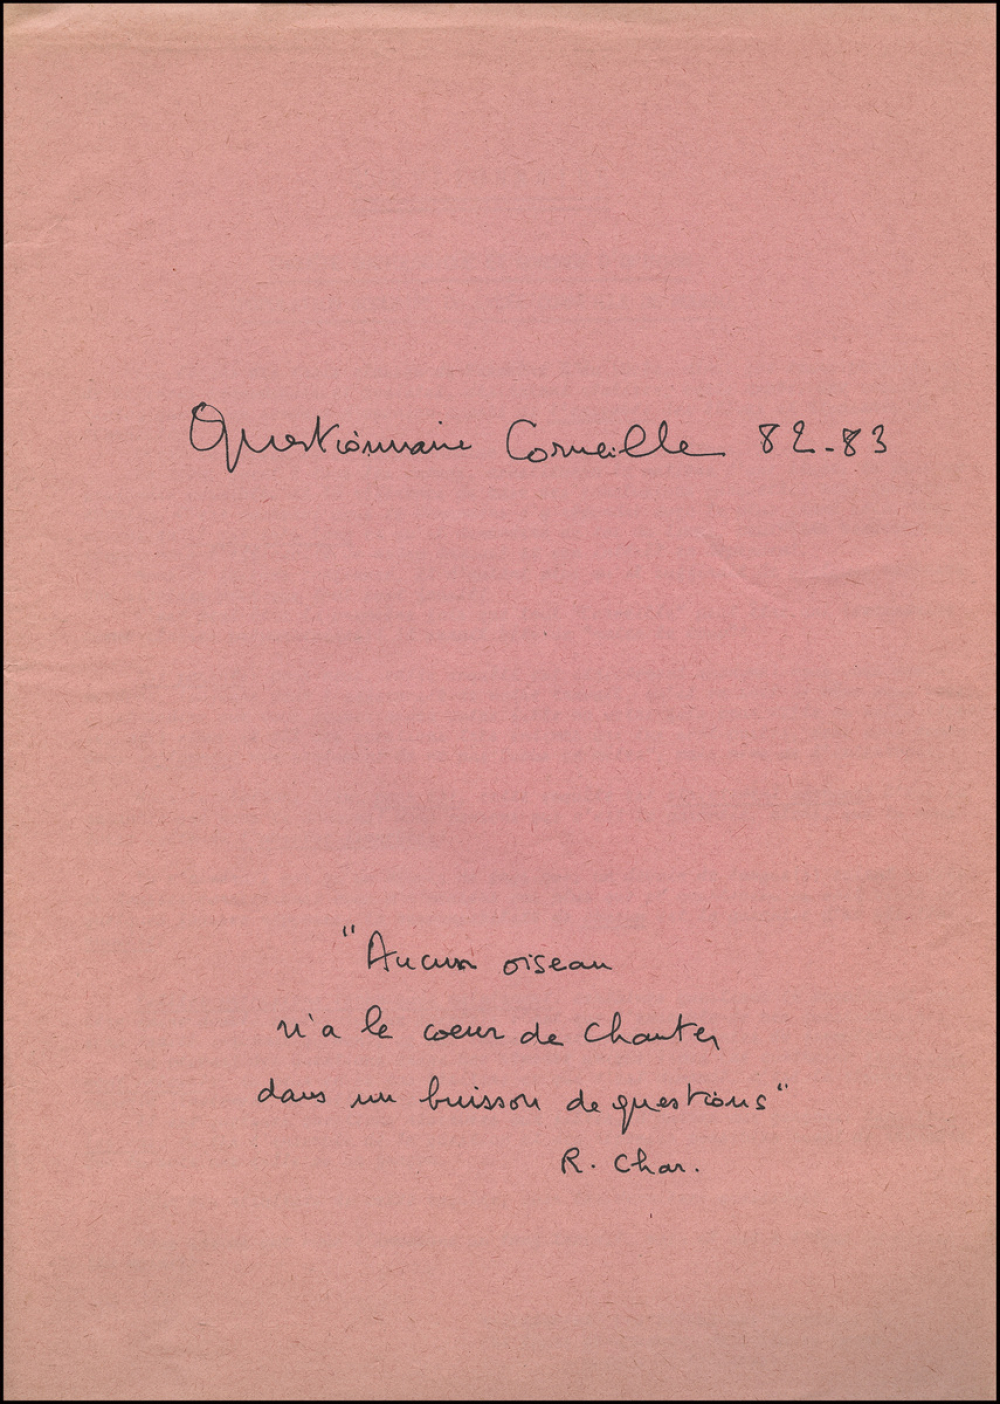 Questionnaire Corneille 82-83
"Aucun oiseau
n'a le coeur de chanter
dans un buisson de questions"
R. Char.